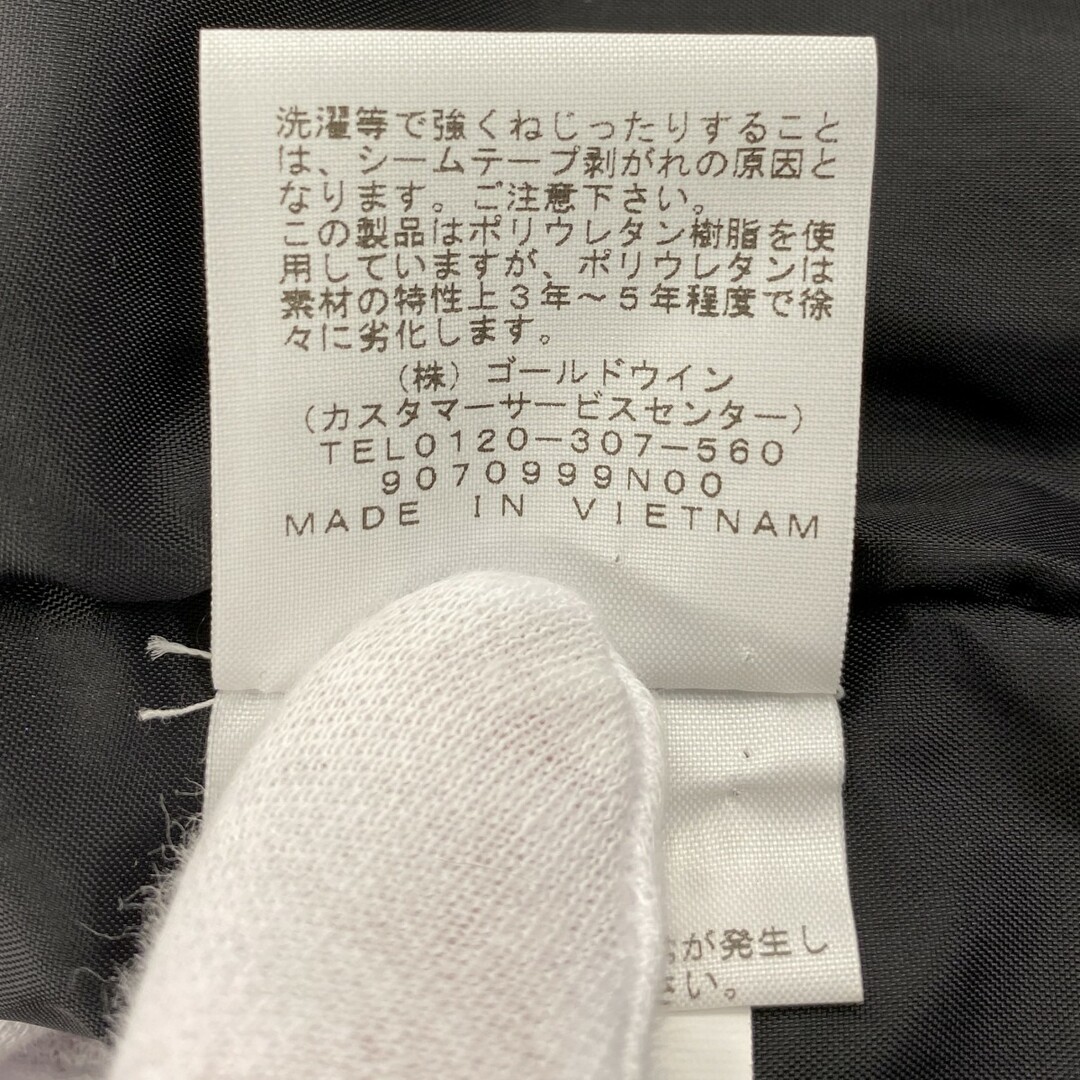 洗濯等で強くねじったりすること
は、シームテープ剥がれの原因と
なります。ご注意下さい。
この製品はポリウレタン樹脂を使
用していますが、ポリウレタンは
素材の特性上3年～5年程度で徐
々に劣化します。
(株)ゴールドウイン
(カスタマーサービスセンター)
TEL0120-307-560
9070999N00
MADE IN VIETNAM
が発生し
い。